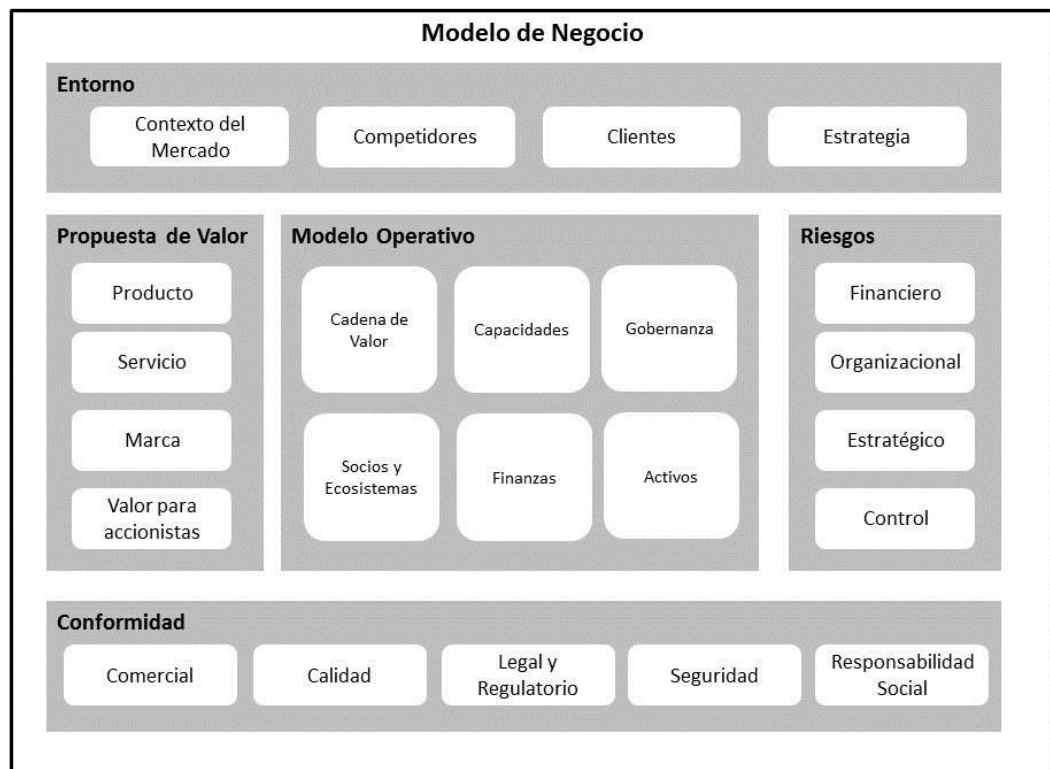 Modelo de Negocio
Entorno
Contexto del
Mercado
Competidores
Clientes
Estrategia
Propuesta de Valor
Producto
Servicio
Marca
Valor para
accionistas
Modelo Operativo
Cadena de
Valor
Capacidades
Gobernanza
Socios y
Ecosistemas
Finanzas
Activos
Riesgos
Financiero
Organizacional
Estratégico
Control
Conformidad
Comercial
Calidad
Legal y
Regulatorio
Seguridad
Responsabilidad
Social